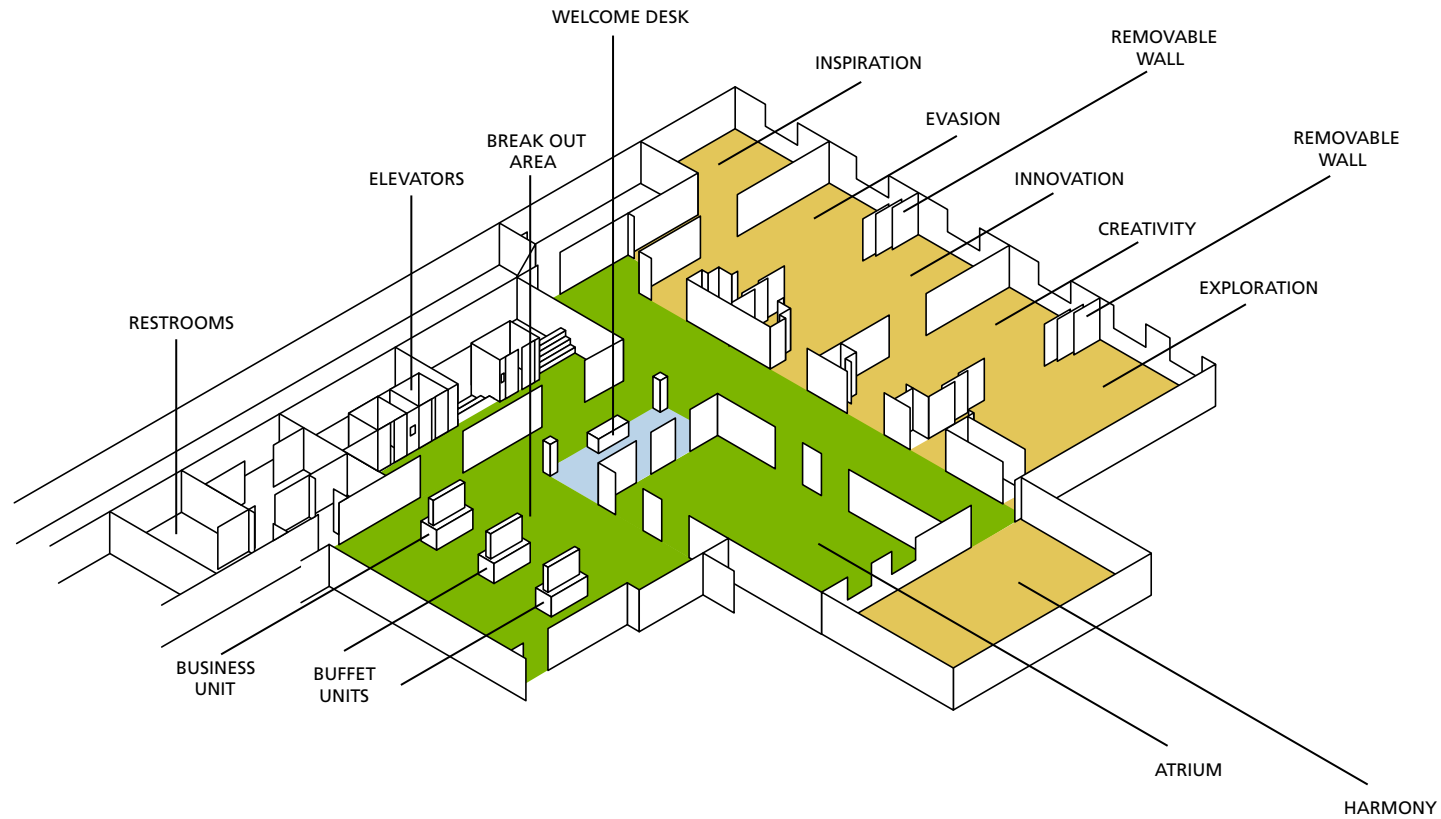 WELCOME DESK
INSPIRATION
REMOVABLE
WALL
EVASION
BREAK OUT
AREA
REMOVABLE
WALL
ELEVATORS
INNOVATION
CREATIVITY
EXPLORATION
RESTROOMS
BUSINESS
UNIT
BUFFET
UNITS
ATRIUM
HARMONY